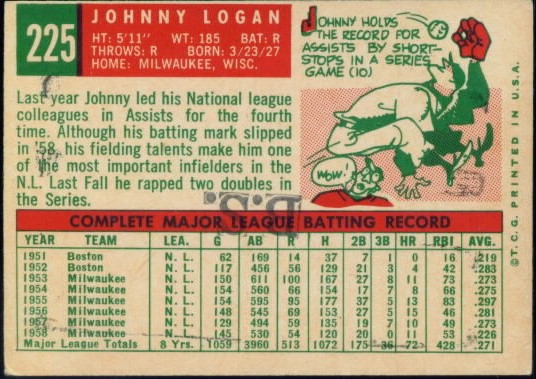 225
JOHNNY LOGAN
HT: 5'11" WT: 185 BAT: R
THROWS: R BORN: 3/23/27
HOME: MILWAUKEE, WISC.
Last year Johnny led his National league
colleagues in Assists for the fourth
time. Although his batting mark slipped
in '58, his fielding talents make him one
of the most important infielders in the
N.L. Last Fall he rapped two doubles in
the Series.
JOHNNY HOLDS
THE RECORD FOR
ASSISTS BY SHORT-
STOPS IN A SERIES
GAME (10)
WOW!
©T.C.G. PRINTED IN U.S.A.
D.S.
COMPLETE MAJOR LEAGUE BATTING RECORD
YEAR TEAM LEA. G AB R H 2B 3B HR RBI AVG.
1951 Boston N. L. 62 169 14 37 7 1 0 16 .219
1952 Boston N. L. 117 456 56 129 21 3 4 42 .283
1953 Milwaukee N. L. 150 611 100 167 27 8 11 73 .273
1954 Milwaukee N. L. 154 560 66 154 17 7 8 66 .275
1955 Milwaukee N. L. 154 595 95 177 37 5 13 83 .297
1956 Milwaukee N. L. 148 545 69 153 27 5 15 46 .281
1957 Milwaukee N. L. 129 494 59 135 19 7 10 49 .273
1958 Milwaukee N. L. 145 530 54 120 20 0 11 53 .226
Major League Totals 8 Yrs. 1059 3960 513 1072 175 36 72 428 .271